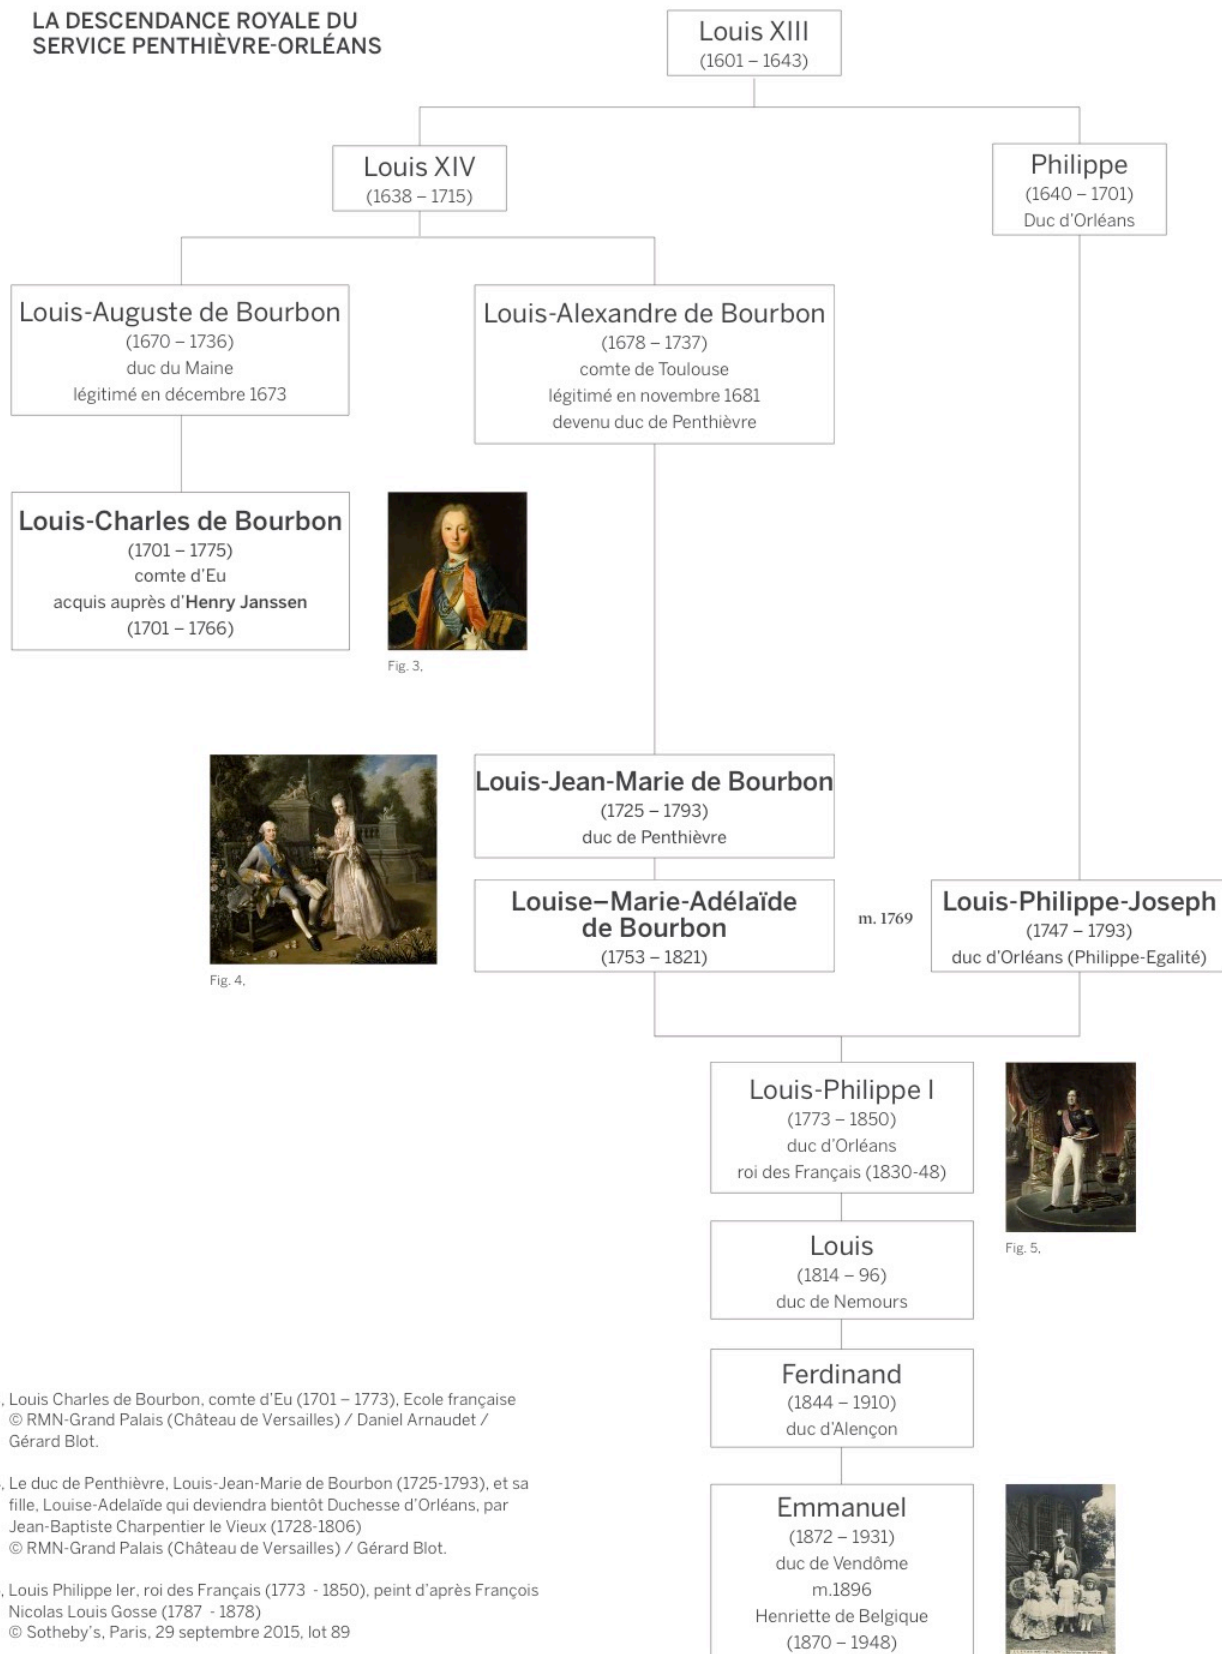 LA DESCENDANCE ROYALE DU
SERVICE PENTHIÈVRE-ORLÉANS
Louis XIII
(1601 – 1643)
Louis XIV
(1638 – 1715)
Philippe
(1640 – 1701)
Duc d'Orléans
Louis-Auguste de Bourbon
(1670 – 1736)
duc du Maine
légitimé en décembre 1673
Louis-Alexandre de Bourbon
(1678 – 1737)
comte de Toulouse
légitimé en novembre 1681
devenu duc de Penthièvre
Louis-Charles de Bourbon
(1701 – 1775)
comte d'Eu
acquis auprès d'Henry Janssen
(1701 – 1766)
Fig. 3,
Louis-Jean-Marie de Bourbon
(1725 – 1793)
duc de Penthièvre
Fig. 4,
Louise–Marie-Adélaïde
de Bourbon
(1753 – 1821)
m. 1769
Louis-Philippe-Joseph
(1747 – 1793)
duc d'Orléans (Philippe-Egalité)
Louis-Philippe I
(1773 – 1850)
duc d'Orléans
roi des Français (1830-48)
Fig. 5,
Louis
(1814 – 96)
duc de Nemours
Ferdinand
(1844 – 1910)
duc d'Alençon
Emmanuel
(1872 – 1931)
duc de Vendôme
m.1896
Henriette de Belgique
(1870 – 1948)
, Louis Charles de Bourbon, comte d'Eu (1701 – 1773), Ecole française
© RMN-Grand Palais (Château de Versailles) / Daniel Arnaudet /
Gérard Blot.
, Le duc de Penthièvre, Louis-Jean-Marie de Bourbon (1725-1793), et sa
fille, Louise-Adelaïde qui deviendra bientôt Duchesse d'Orléans, par
Jean-Baptiste Charpentier le Vieux (1728-1806)
© RMN-Grand Palais (Château de Versailles) / Gérard Blot.
, Louis Philippe Ier, roi des Français (1773 - 1850), peint d'après François
Nicolas Louis Gosse (1787 - 1878)
© Sotheby's, Paris, 29 septembre 2015, lot 89